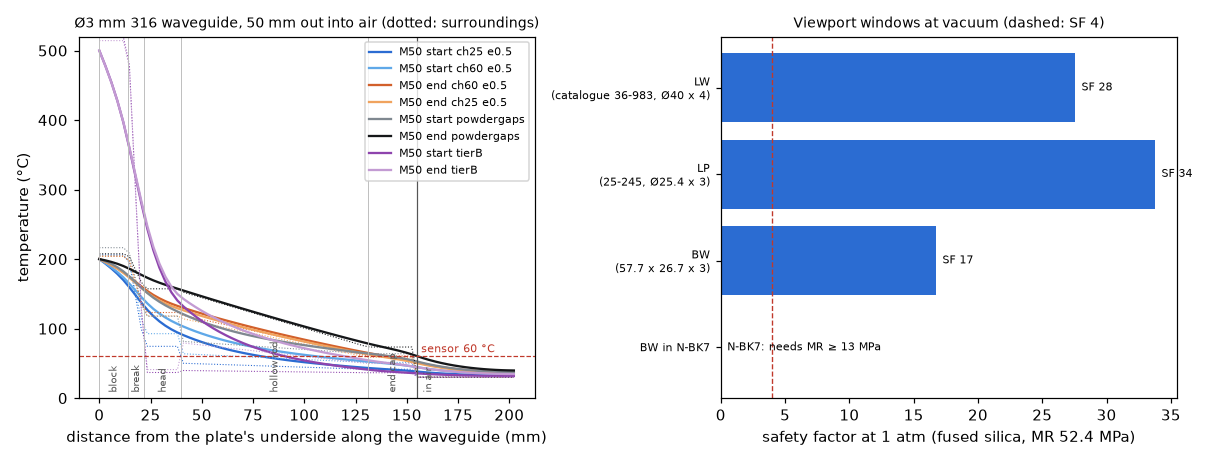 Ø3 mm 316 waveguide, 50 mm out into air (dotted: surroundings)
temperature (°C)
500
400
300
200
100
0
M50 start ch25 e0.5
M50 start ch60 e0.5
M50 end ch60 e0.5
M50 end ch25 e0.5
M50 start powdergaps
M50 end powdergaps
M50 start tierB
M50 end tierB
sensor 60 °C
block
break
head
0
25
50
75
100
125
150
175
200
distance from the plate's underside along the waveguide (mm)
Viewport windows at vacuum (dashed: SF 4)
LW
(catalogue 36-983, Ø40 x 4)
SF 28
LP
(25-245, Ø25.4 x 3)
SF 34
BW
(57.7 x 26.7 x 3)
SF 17
BW in N-BK7
N-BK7: needs MR ≥ 13 MPa
0
5
10
15
20
25
30
35
safety factor at 1 atm (fused silica, MR 52.4 MPa)